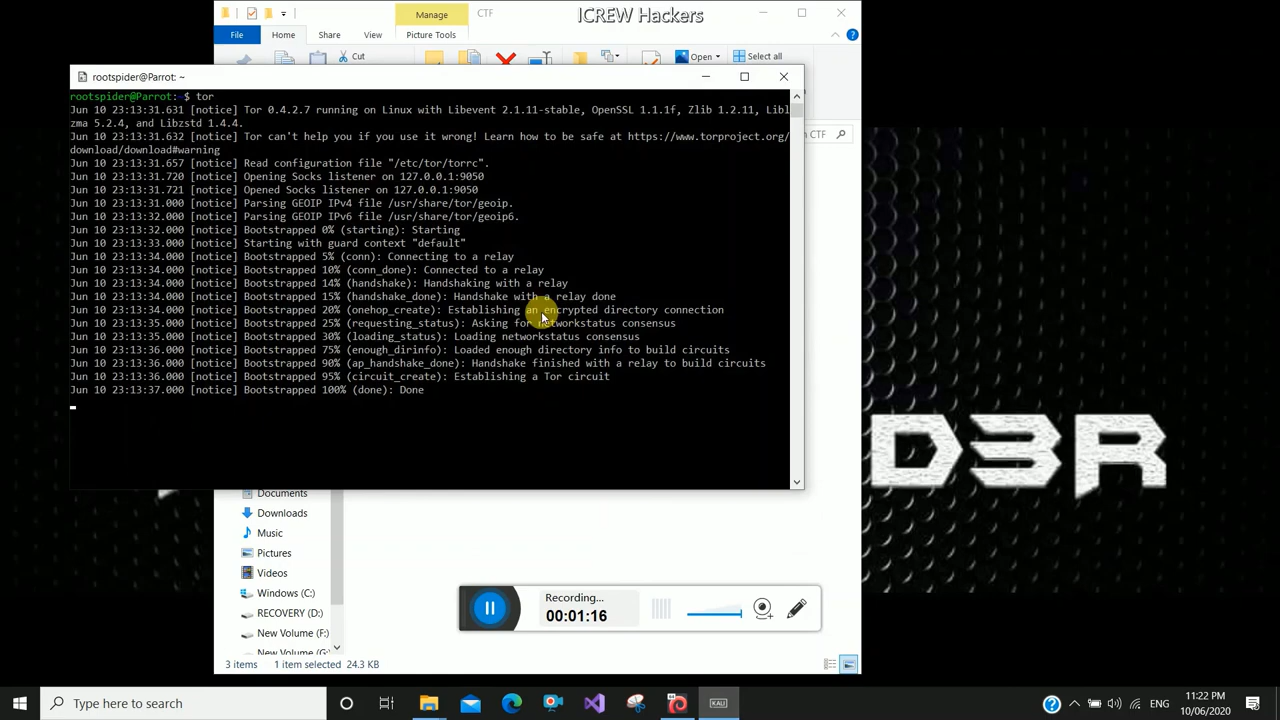 Manage
CTF
ICREW Hackers
File
Home
Share
View
Picture Tools
Cut
Open
Select all
rootspider@Parrot: ~
CTF
rootspider@Parrot:~$ tor
Jun 10 23:13:31.631 [notice] Tor 0.4.2.7 running on Linux with Libevent 2.1.11-stable, OpenSSL 1.1.1f, Zlib 1.2.11, Libl
zma 5.2.4, and Libzstd 1.4.4.
Jun 10 23:13:31.632 [notice] Tor can't help you if you use it wrong! Learn how to be safe at https://www.torproject.org/
download/download#warning
Jun 10 23:13:31.657 [notice] Read configuration file "/etc/tor/torrc".
Jun 10 23:13:31.720 [notice] Opening Socks listener on 127.0.0.1:9050
Jun 10 23:13:31.721 [notice] Opened Socks listener on 127.0.0.1:9050
Jun 10 23:13:31.000 [notice] Parsing GEOIP IPv4 file /usr/share/tor/geoip.
Jun 10 23:13:32.000 [notice] Parsing GEOIP IPv6 file /usr/share/tor/geoip6.
Jun 10 23:13:32.000 [notice] Bootstrapped 0% (starting): Starting
Jun 10 23:13:33.000 [notice] Starting with guard context "default"
Jun 10 23:13:34.000 [notice] Bootstrapped 5% (conn): Connecting to a relay
Jun 10 23:13:34.000 [notice] Bootstrapped 10% (conn_done): Connected to a relay
Jun 10 23:13:34.000 [notice] Bootstrapped 14% (handshake): Handshaking with a relay
Jun 10 23:13:34.000 [notice] Bootstrapped 15% (handshake_done): Handshake with a relay done
Jun 10 23:13:34.000 [notice] Bootstrapped 20% (onehop_create): Establishing an encrypted directory connection
Jun 10 23:13:35.000 [notice] Bootstrapped 25% (requesting_status): Asking for networkstatus consensus
Jun 10 23:13:35.000 [notice] Bootstrapped 30% (loading_status): Loading networkstatus consensus
Jun 10 23:13:36.000 [notice] Bootstrapped 75% (enough_dirinfo): Loaded enough directory info to build circuits
Jun 10 23:13:36.000 [notice] Bootstrapped 90% (ap_handshake_done): Handshake finished with a relay to build circuits
Jun 10 23:13:36.000 [notice] Bootstrapped 95% (circuit_create): Establishing a Tor circuit
Jun 10 23:13:37.000 [notice] Bootstrapped 100% (done): Done
D3R
Documents
Downloads
Music
Pictures
Videos
Windows (C:)
RECOVERY (D:)
New Volume (F:)
New Volume (G:
Recording...
00:01:16
3 items 1 item selected 24.3 KB
Type here to search
KALI
ENG
11:22 PM
10/06/2020